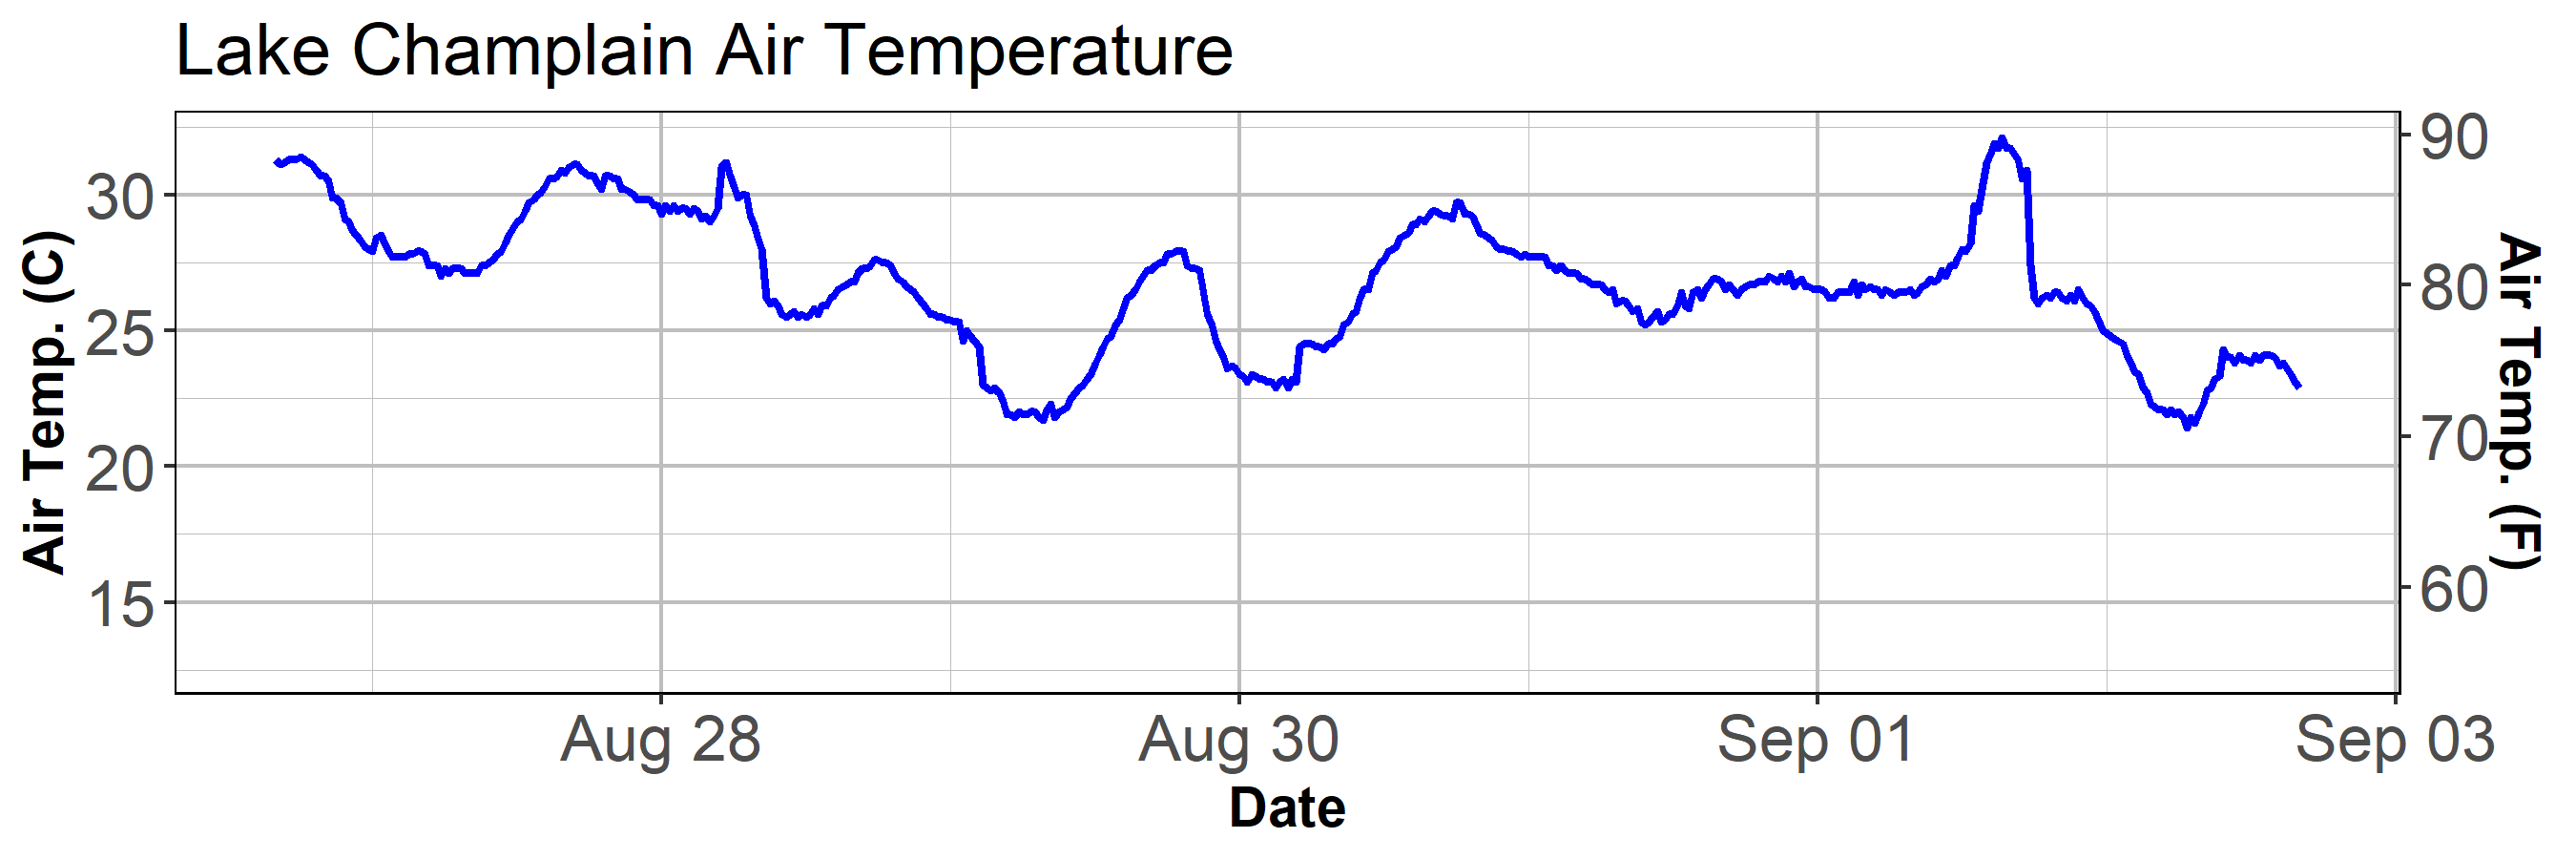 Lake Champlain Air Temperature
Air Temp. (C)
30
25
20
15
90
80
70
60
Air Temp. (F)
Aug 28
Aug 30
Sep 01
Sep 03
Date